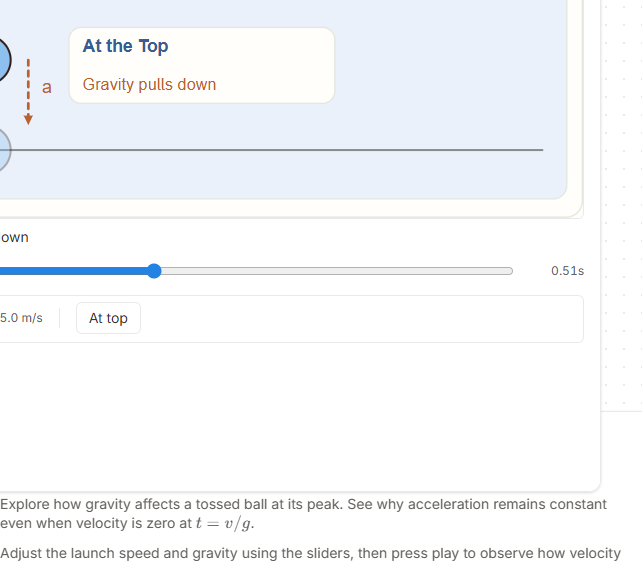 At the Top
Gravity pulls down
a
own
0.51s
5.0 m/s
At top
Explore how gravity affects a tossed ball at its peak. See why acceleration remains constant
even when velocity is zero at t = v/g.
Adjust the launch speed and gravity using the sliders, then press play to observe how velocity